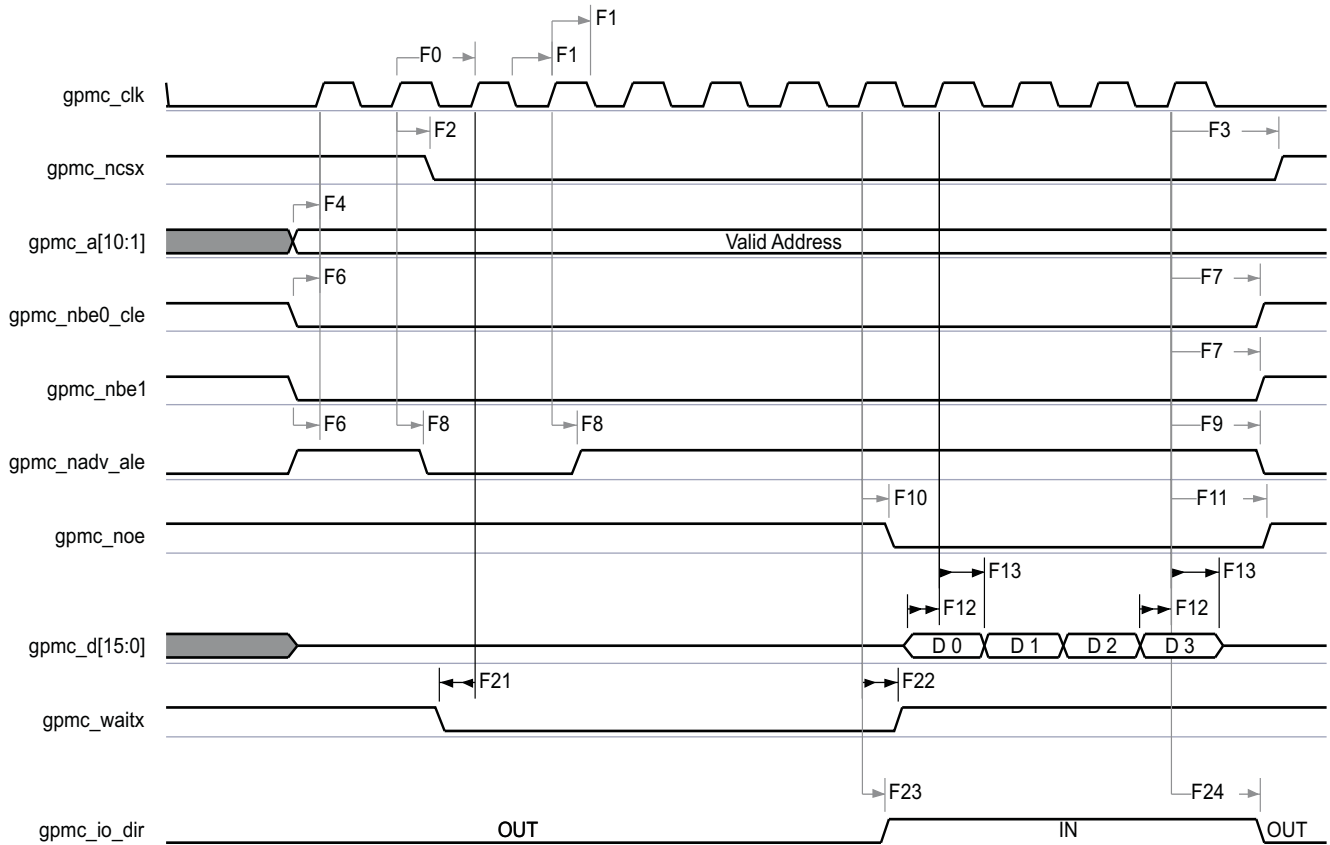 F1
F0 F1
gpmc_clk
F2 F3
gpmc_ncsx
F4
gpmc_a[10:1] Valid Address
F6 F7
gpmc_nbe0_cle
F7
gpmc_nbe1
F6 F8 F8 F9
gpmc_nadv_ale
F10 F11
gpmc_noe
F13 F13
F12 F12
gpmc_d[15:0] D 0 D 1 D 2 D 3
F21 F22
gpmc_waitx
F23 F24
gpmc_io_dir OUT IN OUT